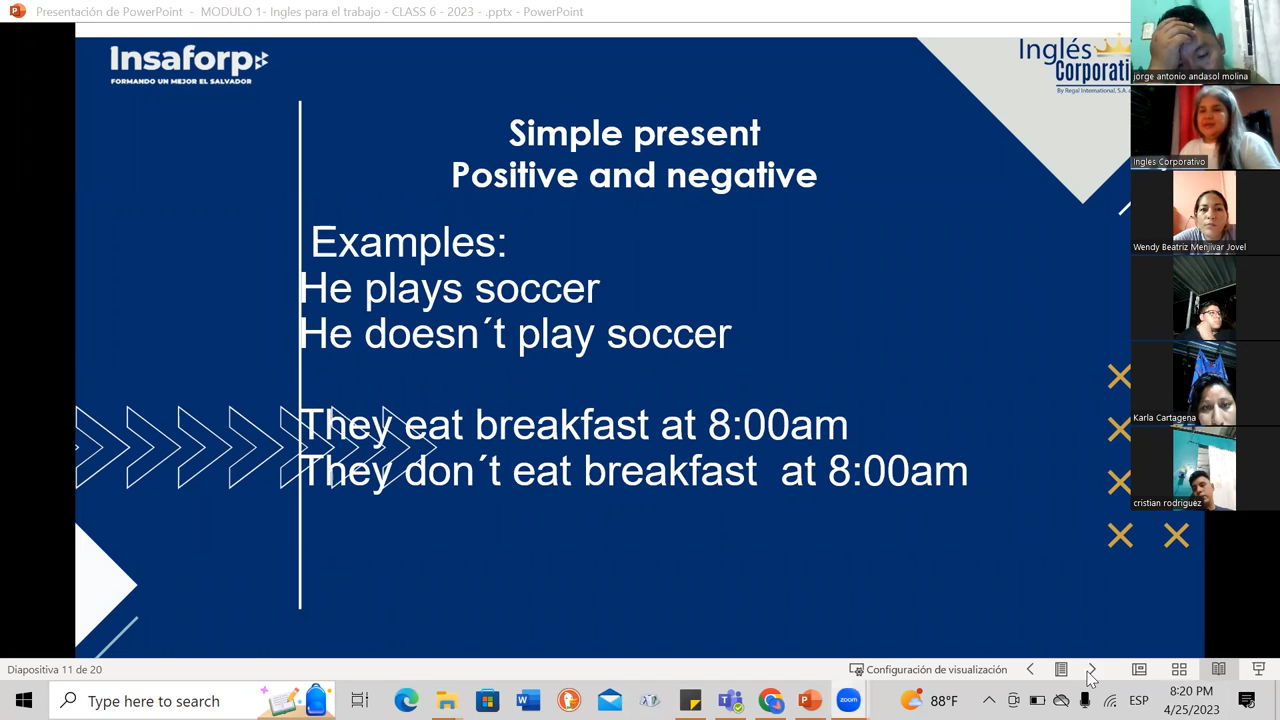 Presentación de PowerPoint - MODULO 1- Ingles para el trabajo - CLASS 6 - 2023 - .pptx - PowerPoint
Insaforp
FORMANDO UN MEJOR EL SALVADOR
Inglés
Corporati
By Regal International, S.A.
Simple present
Positive and negative
Examples:
He plays soccer
He doesn´t play soccer
They eat breakfast at 8:00am
They don´t eat breakfast at 8:00am
jorge antonio andasol molina
Ingles Corporativo
Wendy Beatriz Menjivar Jovel
Karla Cartagena
cristian rodriguez
Diapositiva 11 de 20
Configuración de visualización
Type here to search
zoom
88°F
ESP
8:20 PM
4/25/2023